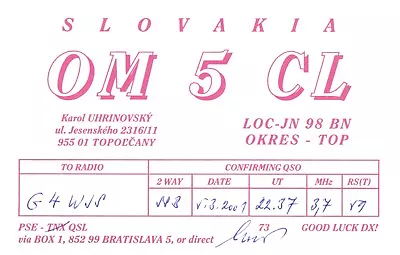 SLOVAKIA
OM 5 CL
Karol UHRINOVSKÝ
ul. Jesenského 2316/11
955 01 TOPOĽČANY
LOC-JN 98 BN
OKRES - TOP
TO RADIO CONFIRMING QSO
2 WAY DATE UT MHz RS(T)
G4WJS 22.37 3,7 59
PSE - TNX QSL 73 GOOD LUCK DX!
via BOX 1, 852 99 BRATISLAVA 5, or direct